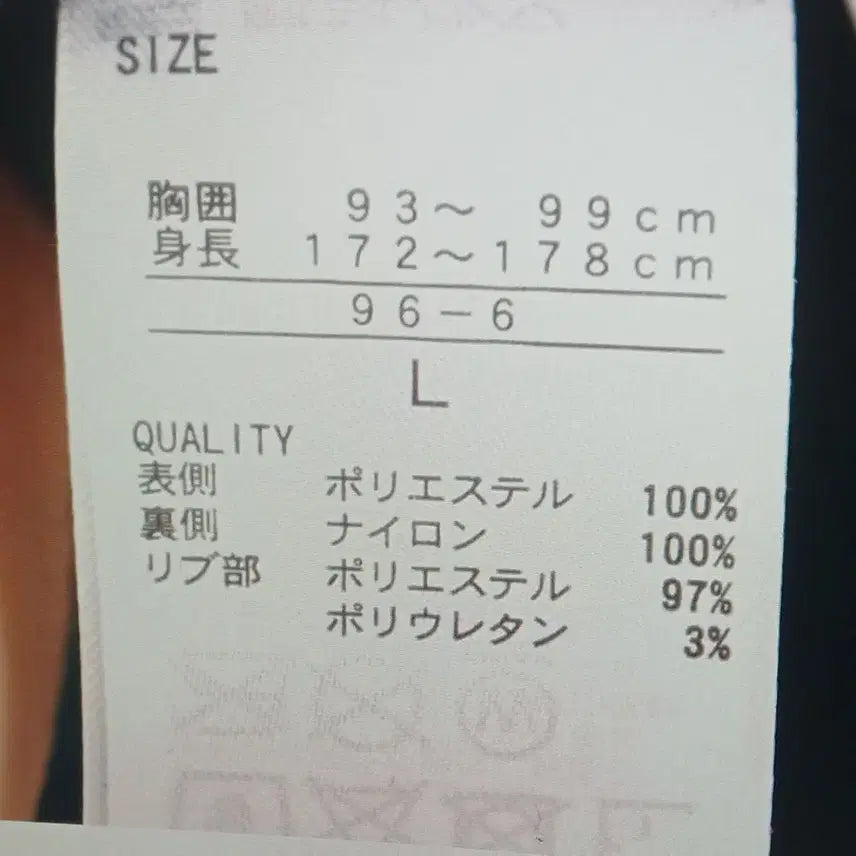 SIZE
胸囲 93～ 99cm
身長 172～178cm
96-6
L
QUALITY
表側 ポリエステル 100%
裏側 ナイロン 100%
リブ部 ポリエステル 97%
ポリウレタン 3%